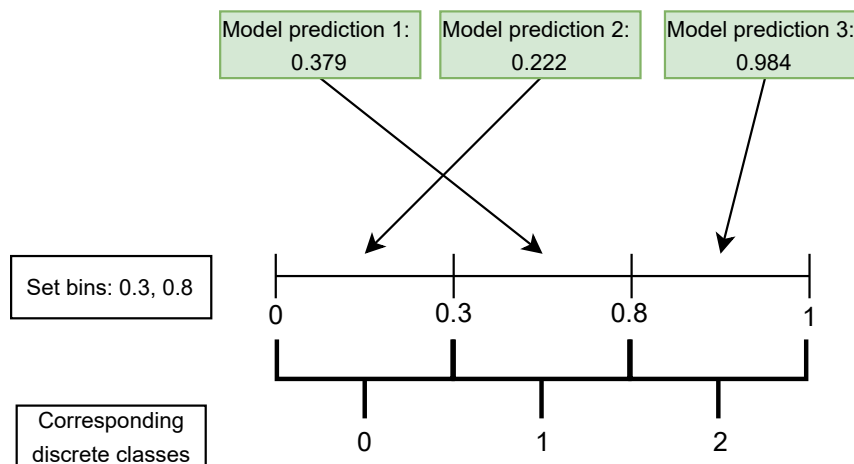 Model prediction 1:
0.379
Model prediction 2:
0.222
Model prediction 3:
0.984
Set bins: 0.3, 0.8
0
0.3
0.8
1
Corresponding
discrete classes
0
1
2